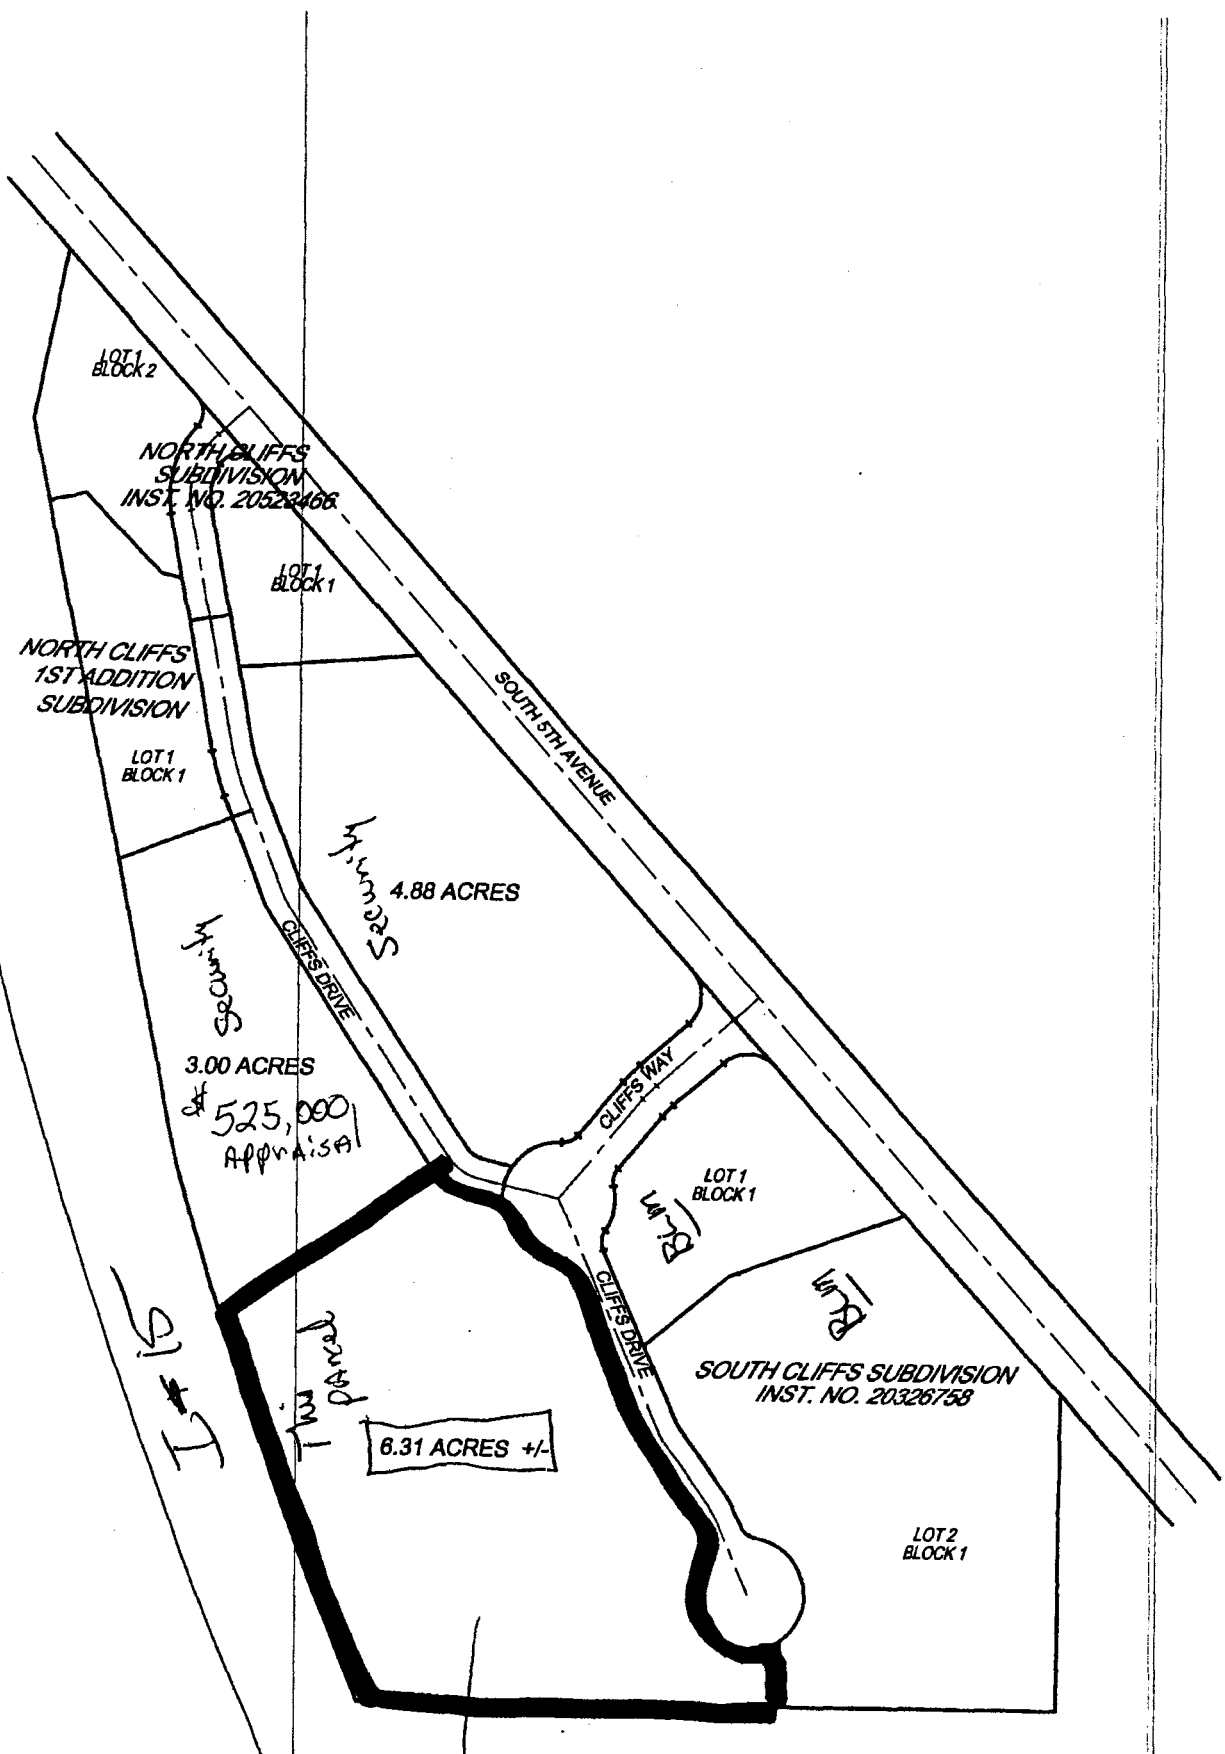 LOT 1
BLOCK 2
NORTH CLIFFS
SUBDIVISION
INST. NO. 20523466
LOT 1
BLOCK 1
NORTH CLIFFS
1ST ADDITION
SUBDIVISION
LOT 1
BLOCK 1
SOUTH 5TH AVENUE
Security
4.88 ACRES
Security
CLIFFS DRIVE
3.00 ACRES
$525,000
APPRAISAL
CLIFFS WAY
LOT 1
BLOCK 1
BLM
BLM
CLIFFS DRIVE
SOUTH CLIFFS SUBDIVISION
INST. NO. 20326758
I 15
This
parcel
6.31 ACRES +/-
LOT 2
BLOCK 1